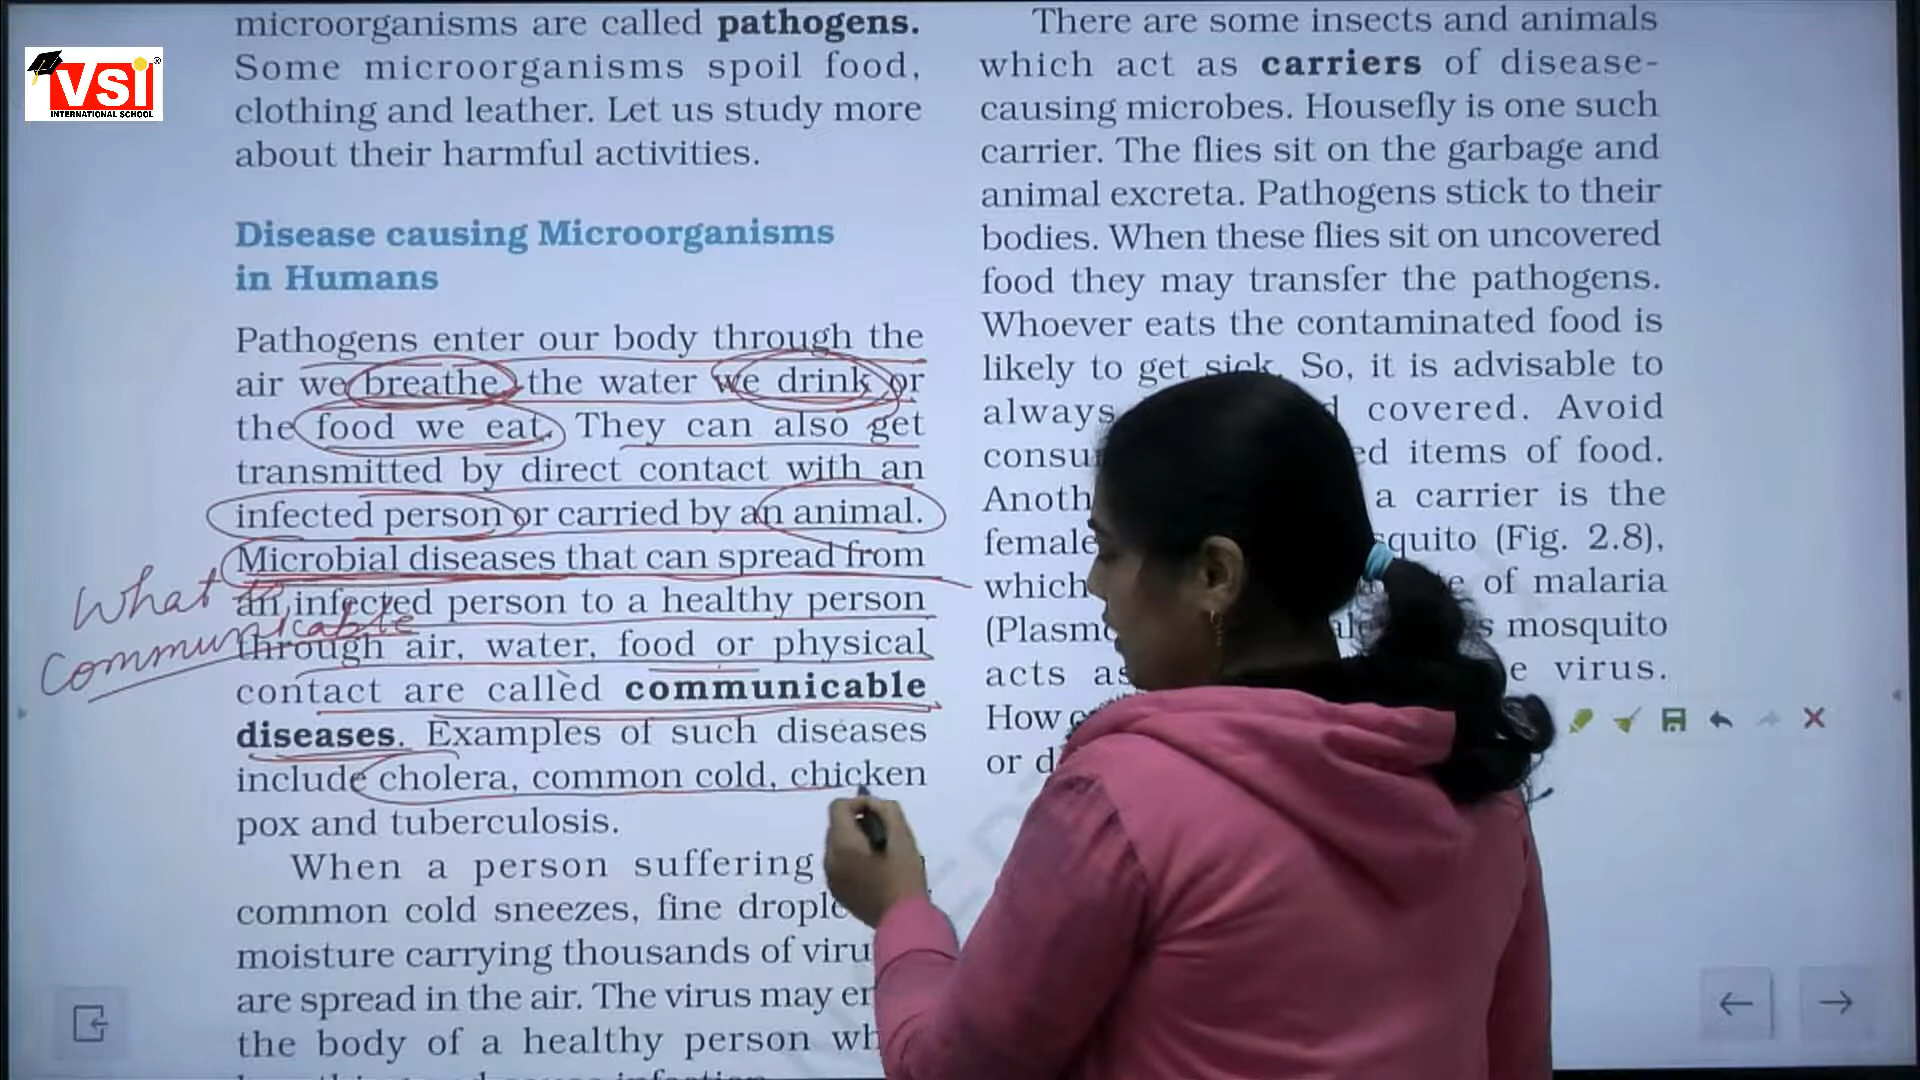 VSI
INTERNATIONAL SCHOOL
microorganisms are called pathogens.
Some microorganisms spoil food,
clothing and leather. Let us study more
about their harmful activities.
Disease causing Microorganisms
in Humans
Pathogens enter our body through the
air we breathe, the water we drink or
the food we eat. They can also get
transmitted by direct contact with an
infected person or carried by an animal.
Microbial diseases that can spread from
an infected person to a healthy person
through air, water, food or physical
contact are called communicable
diseases. Examples of such diseases
include cholera, common cold, chicken
pox and tuberculosis.
What
communicable
When a person suffering
common cold sneezes, fine
moisture carrying thousands of
are spread in the air. The virus may
the body of a healthy person
There are some insects and animals
which act as carriers of disease-
causing microbes. Housefly is one such
carrier. The flies sit on the garbage and
animal excreta. Pathogens stick to their
bodies. When these flies sit on uncovered
food they may transfer the pathogens.
Whoever eats the contaminated food is
likely to get sick. So, it is advisable to
always covered. Avoid
items of food.
a carrier is the
female (Fig. 2.8),
which of malaria
mosquito
acts virus.
How
or